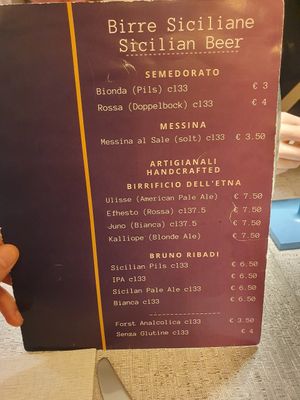 Birre Siciliane
Sicilian Beer
SEMEDORATO
Bionda (Pils) cl33 € 3
Rossa (Doppelbock) cl33 € 4
MESSINA
Messina al Sale (solt) cl33 € 3.50
ARTIGIANALI
HANDCRAFTED
BIRRIFICIO DELL'ETNA
Ulisse (American Pale Ale) € 7.50
Efhesto (Rossa) cl37.5 € 7.50
Juno (Bianca) cl37.5 € 7.50
Kalliope (Blonde Ale) € 7.50
BRUNO RIBADI
Sicilian Pils cl33 € 6.50
IPA cl33 € 6.50
Sicilan Pale Ale cl33 € 6.50
Bianca cl33 € 6.50
Forst Analcolica cl33 € 3.50
Senza Glutine cl33 € 4